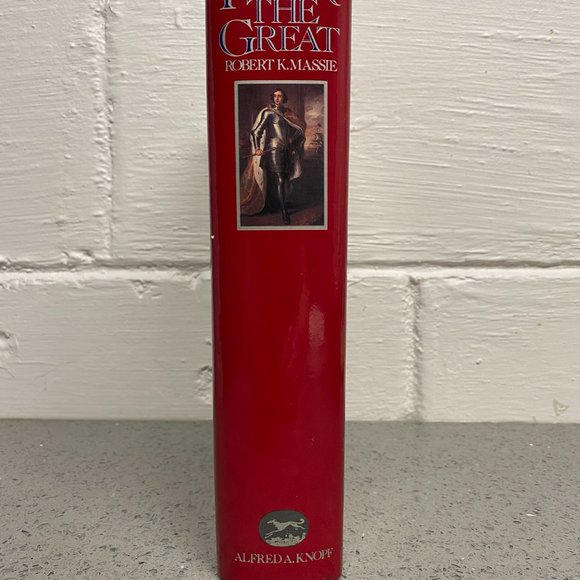 THE
GREAT
ROBERT K. MASSIE
ALFRED A. KNOPF